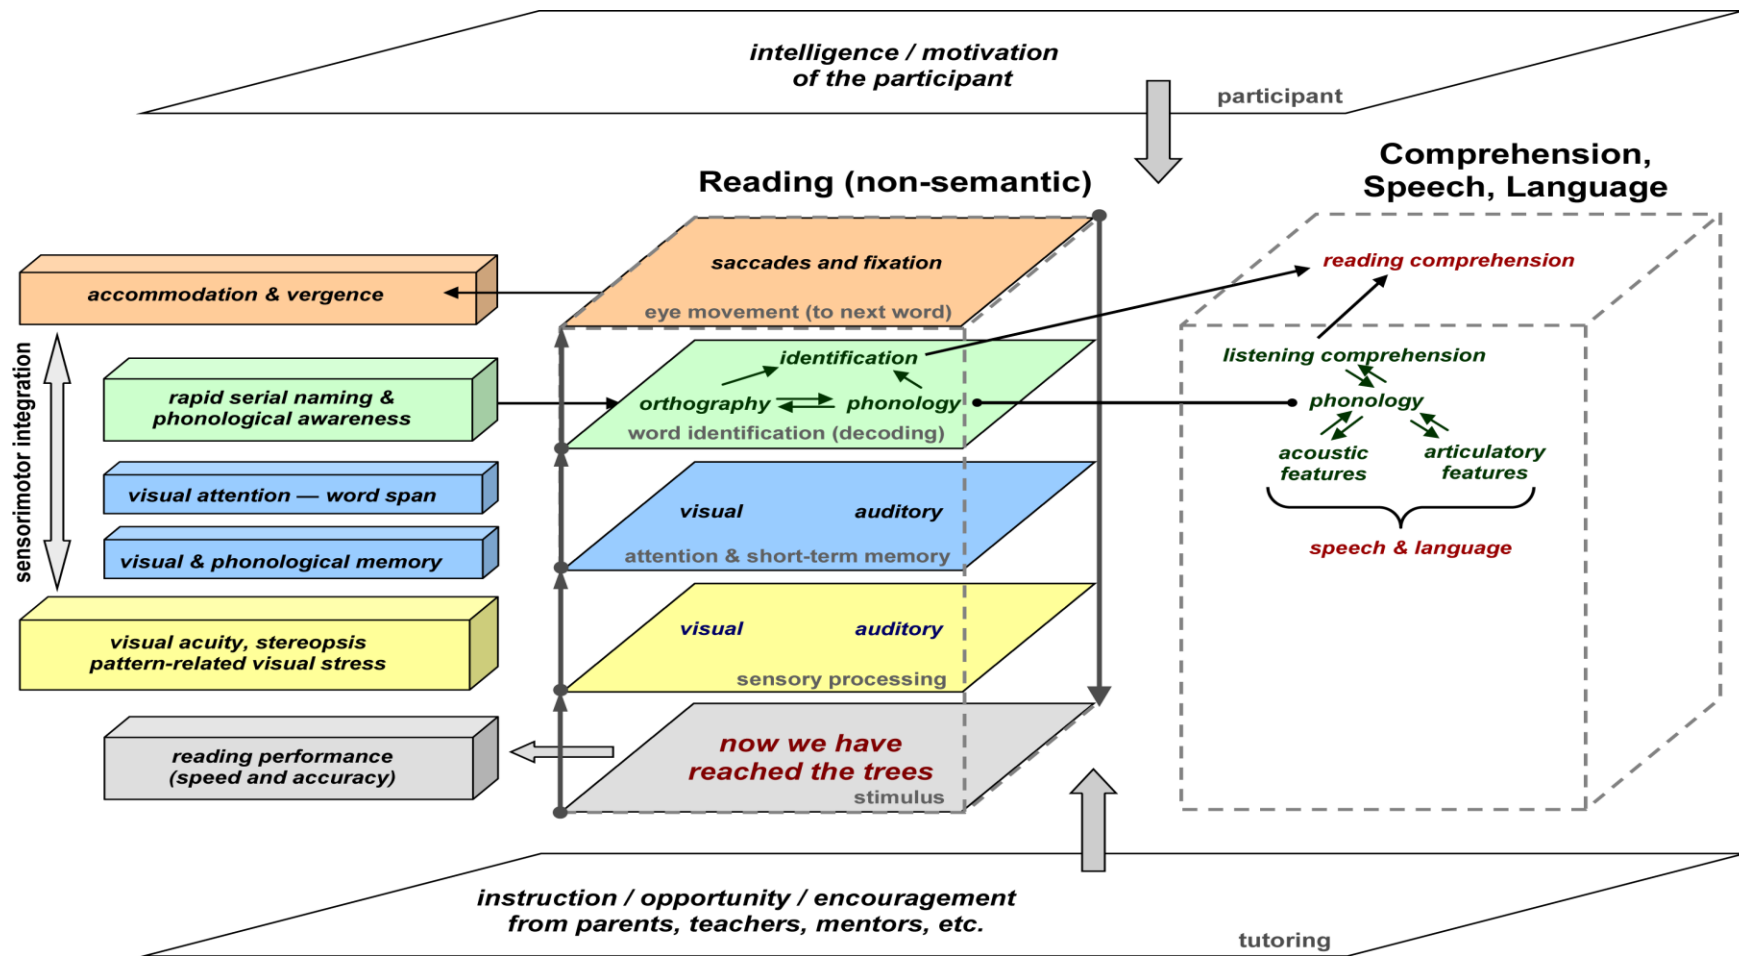 intelligence / motivation
of the participant
participant
Reading (non-semantic)
Comprehension,
Speech, Language
saccades and fixation
eye movement (to next word)
accommodation & vergence
sensorimotor integration
rapid serial naming &
phonological awareness
identification
orthography
phonology
word identification (decoding)
visual attention — word span
visual & phonological memory
visual auditory
attention & short-term memory
visual acuity, stereopsis
pattern-related visual stress
visual auditory
sensory processing
reading performance
(speed and accuracy)
now we have
reached the trees
stimulus
reading comprehension
listening comprehension
phonology
acoustic
features
articulatory
features
speech & language
instruction / opportunity / encouragement
from parents, teachers, mentors, etc.
tutoring